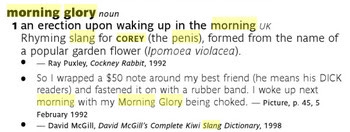 morning glory noun
1 an erection upon waking up in the morning UK
Rhyming slang for COREY (the penis), formed from the name of
a popular garden flower (Ipomoea violacea).
● — Ray Puxley, Cockney Rabbit, 1992
● So I wrapped a $50 note around my best friend (he means his DICK
readers) and fastened it on with a rubber band. I woke up next
morning with my Morning Glory being choked. — Picture, p. 45, 5
February 1992
● — David McGill, David McGill's Complete Kiwi Slang Dictionary, 1998